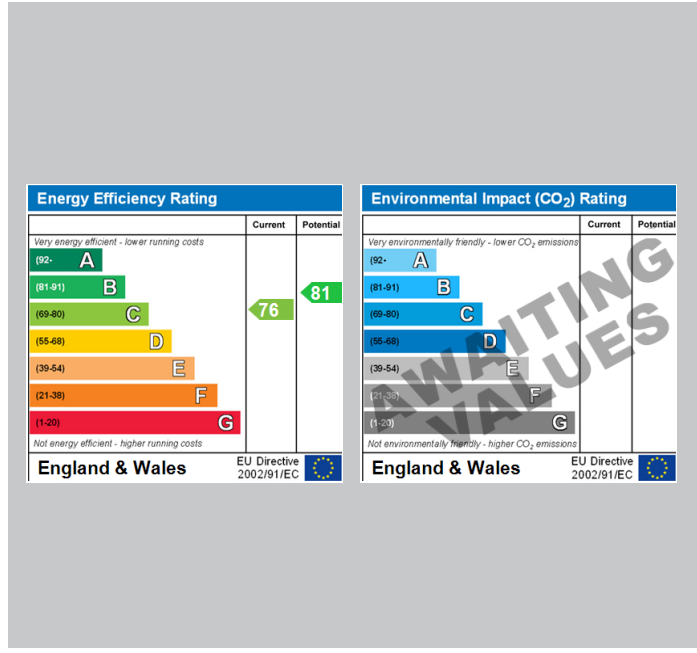 Energy Efficiency Rating
Current Potential
Very energy efficient - lower running costs
(92- A
(81-91) B
(69-80) C
(55-68) D
(39-54) E
(21-38) F
(1-20) G
76
81
Not energy efficient - higher running costs
England & Wales
EU Directive
2002/91/EC
Environmental Impact (CO2) Rating
Current Potential
Very environmentally friendly - lower CO2 emissions
(92- A
(81-91) B
(69-80) C
(55-68) D
(39-54) E
(21-38) F
(1-20) G
AWAITING
VALUES
Not environmentally friendly - higher CO2 emissions
England & Wales
EU Directive
2002/91/EC